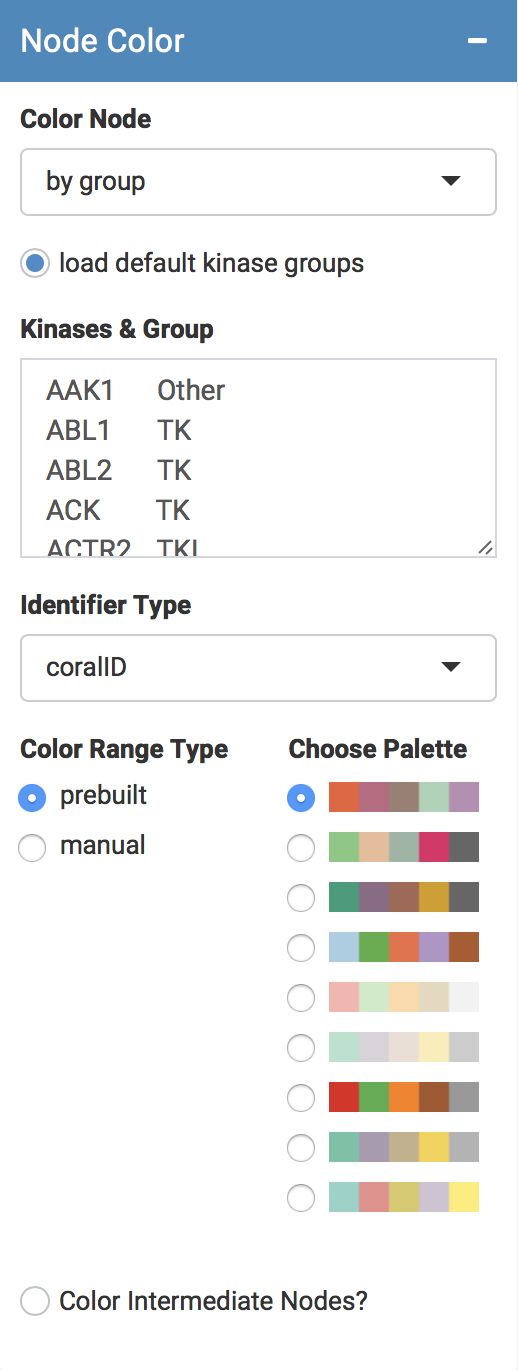 Node Color
Color Node
by group
load default kinase groups
Kinases & Group
AAK1 Other
ABL1 TK
ABL2 TK
ACK TK
ACTR2 TKL
Identifier Type
coralID
Color Range Type
Choose Palette
prebuilt
manual
Color Intermediate Nodes?